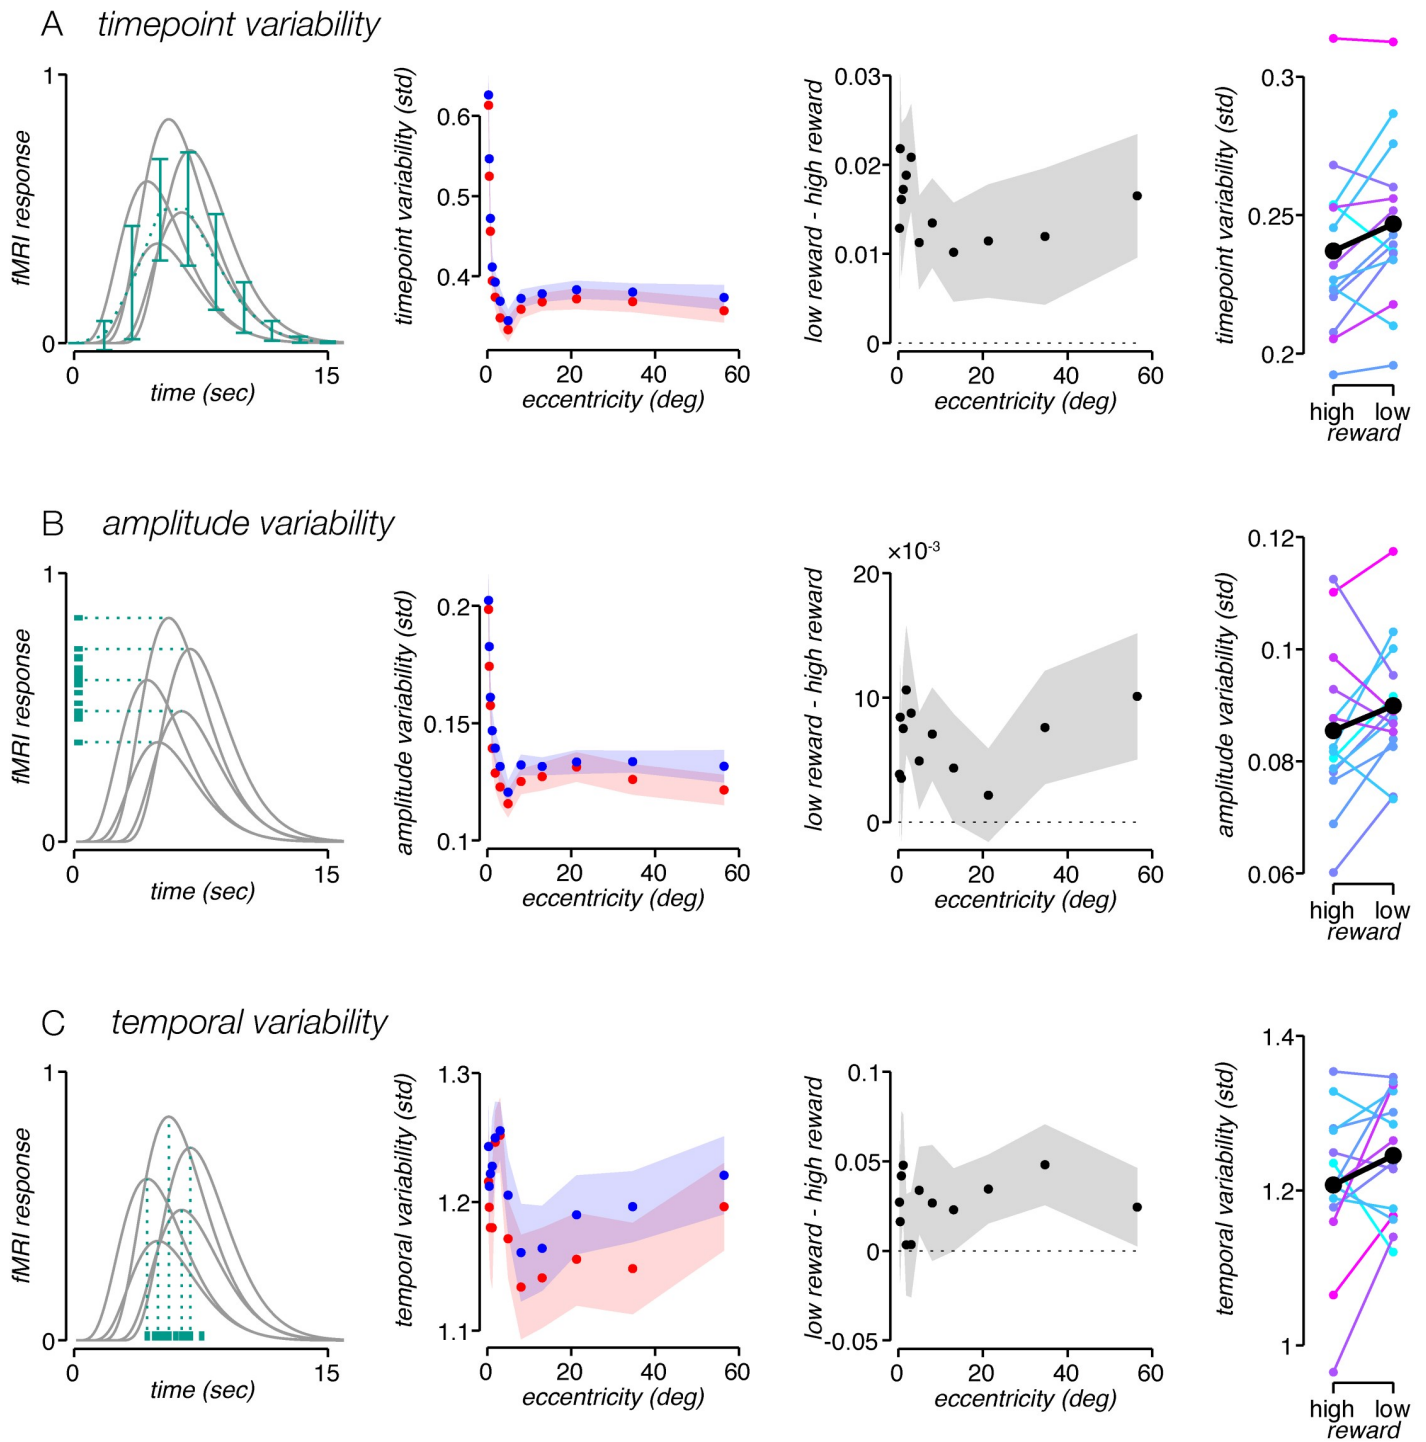 A timepoint variability
fMRI response
1
0
0 15
time (sec)
timepoint variability (std)
0.6
0.5
0.4
0 20 40 60
eccentricity (deg)
low reward - high reward
0.03
0.02
0.01
0
0 20 40 60
eccentricity (deg)
timepoint variability (std)
0.3
0.25
0.2
high low
reward
B amplitude variability
fMRI response
1
0
0 15
time (sec)
amplitude variability (std)
0.2
0.15
0.1
0 20 40 60
eccentricity (deg)
low reward - high reward
×10-3
20
10
0
0 20 40 60
eccentricity (deg)
amplitude variability (std)
0.12
0.1
0.08
0.06
high low
reward
C temporal variability
fMRI response
1
0
0 15
time (sec)
temporal variability (std)
1.3
1.2
1.1
0 20 40 60
eccentricity (deg)
low reward - high reward
0.1
0.05
0
-0.05
0 20 40 60
eccentricity (deg)
temporal variability (std)
1.4
1.2
1
high low
reward